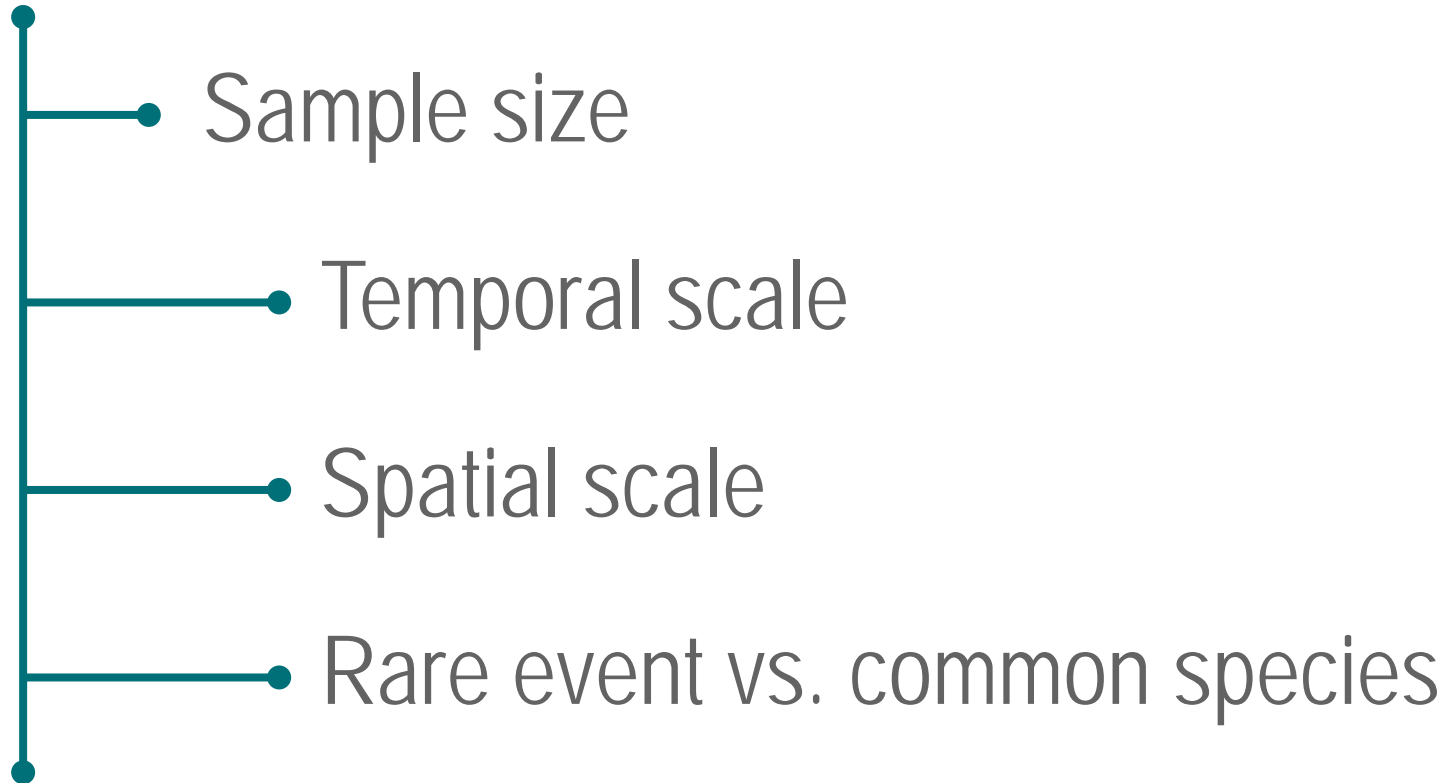 Sample size
Temporal scale
Spatial scale
Rare event vs. common species